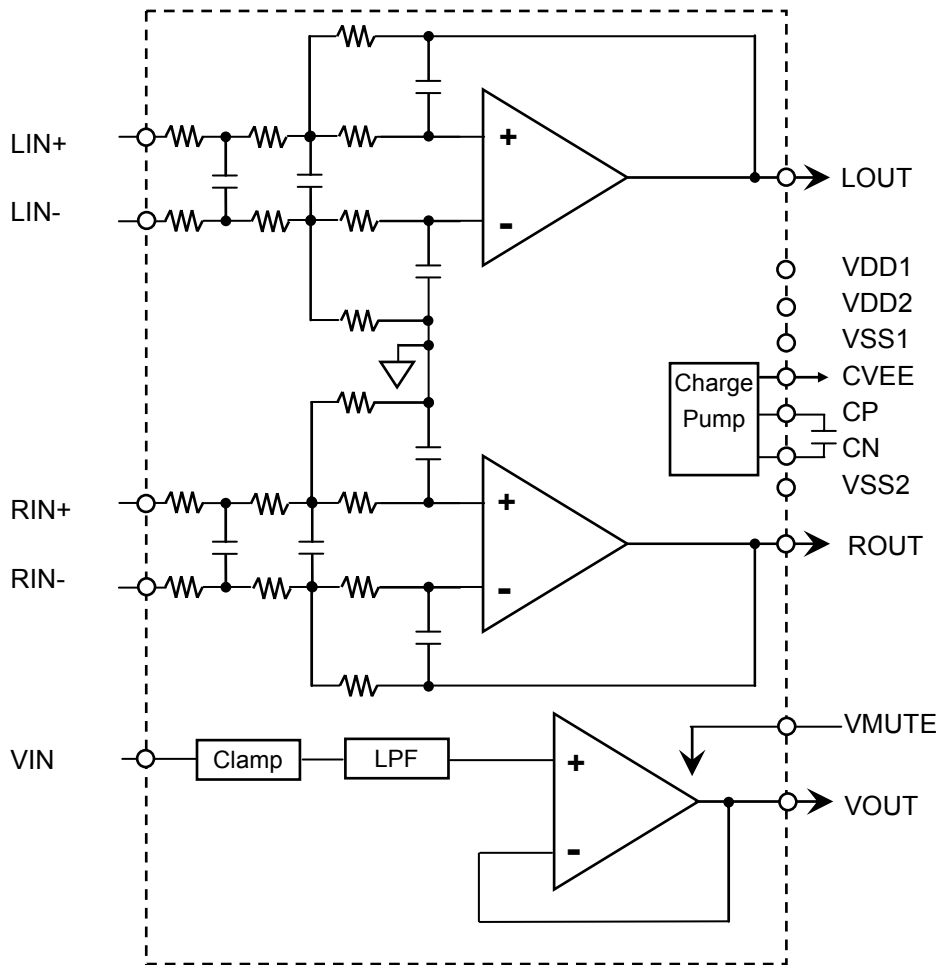 LIN+
+
LIN-
-
LOUT
VDD1
VDD2
VSS1
Charge
Pump
CVEE
CP
CN
VSS2
RIN+
+
RIN-
-
ROUT
VMUTE
VIN
Clamp
LPF
+
-
VOUT